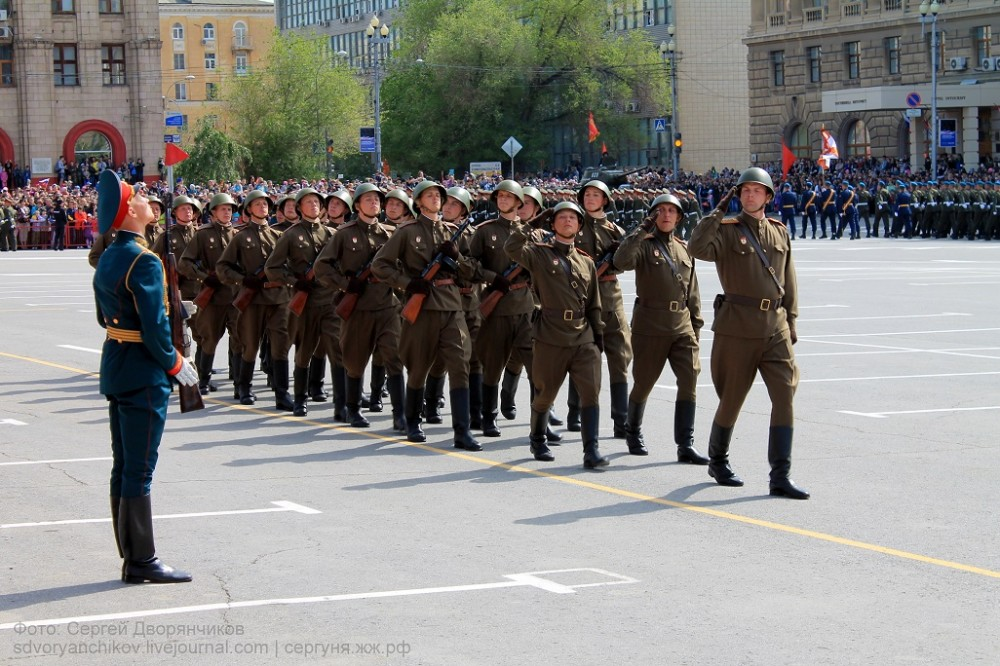 Фото: Сергей Дворянчиков
sdvoryanchikov.livejournal.com | сергуня.жж.рф